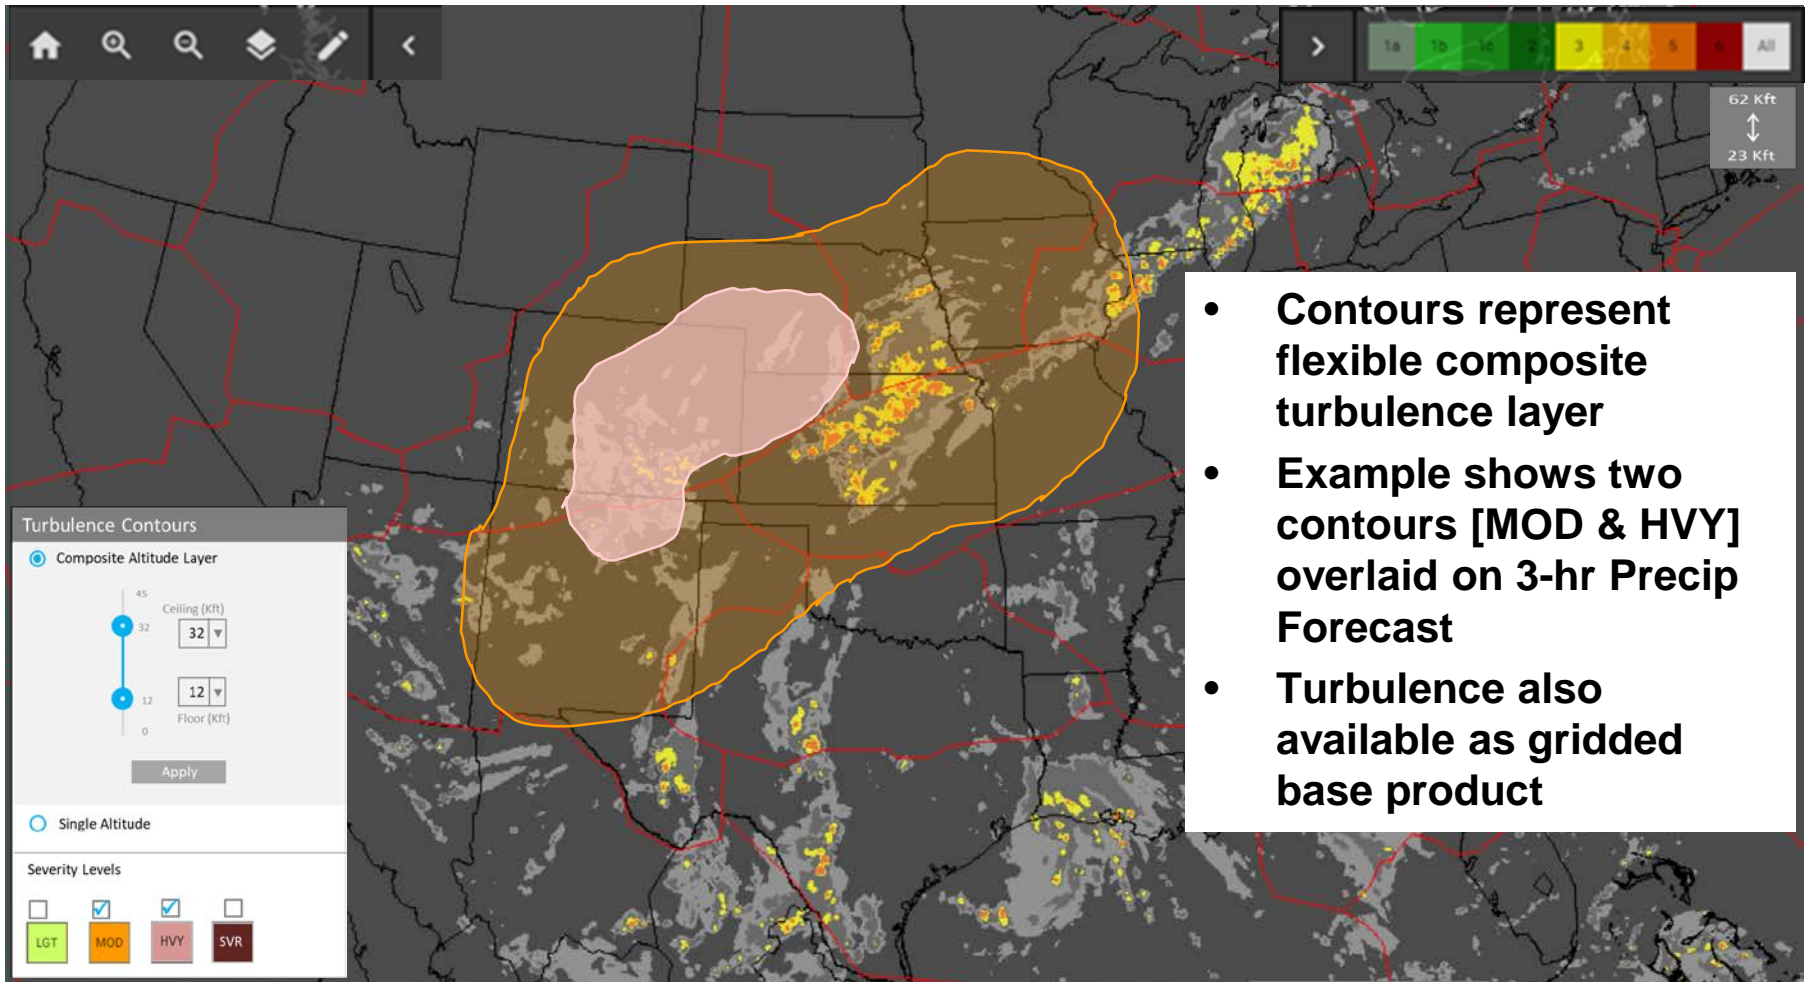 1a 1b 1c 2 3 4 5 6 All
62 Kft
23 Kft
• Contours represent
flexible composite
turbulence layer
• Example shows two
contours [MOD & HVY]
overlaid on 3-hr Precip
Forecast
• Turbulence also
available as gridded
base product
Turbulence Contours
Composite Altitude Layer
45
Ceiling (Kft)
32
32
12
12
Floor (Kft)
0
Apply
Single Altitude
Severity Levels
LGT MOD HVY SVR